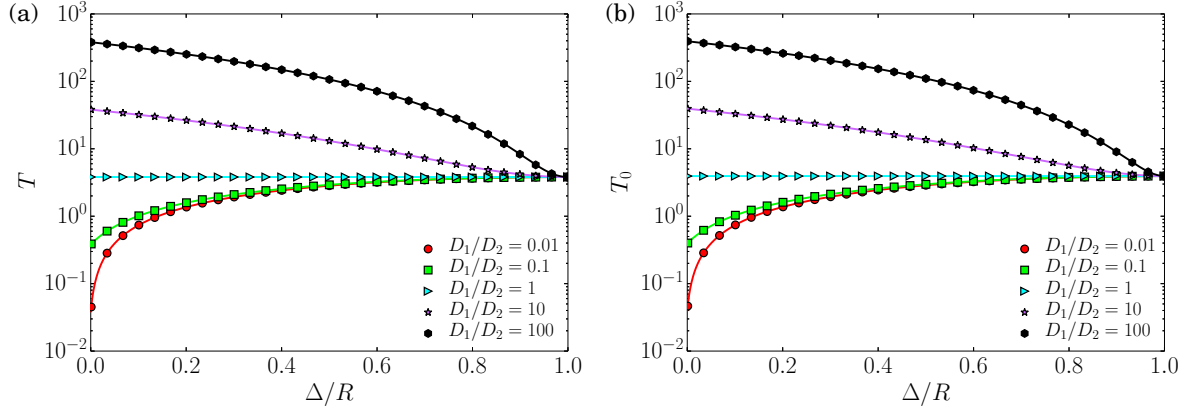 (a)
T
10^3
10^2
10^1
10^0
10^{-1}
10^{-2}
0.0 0.2 0.4 0.6 0.8 1.0
Δ/R
D_1/D_2 = 0.01
D_1/D_2 = 0.1
D_1/D_2 = 1
D_1/D_2 = 10
D_1/D_2 = 100
(b)
T_0
10^3
10^2
10^1
10^0
10^{-1}
10^{-2}
0.0 0.2 0.4 0.6 0.8 1.0
Δ/R
D_1/D_2 = 0.01
D_1/D_2 = 0.1
D_1/D_2 = 1
D_1/D_2 = 10
D_1/D_2 = 100